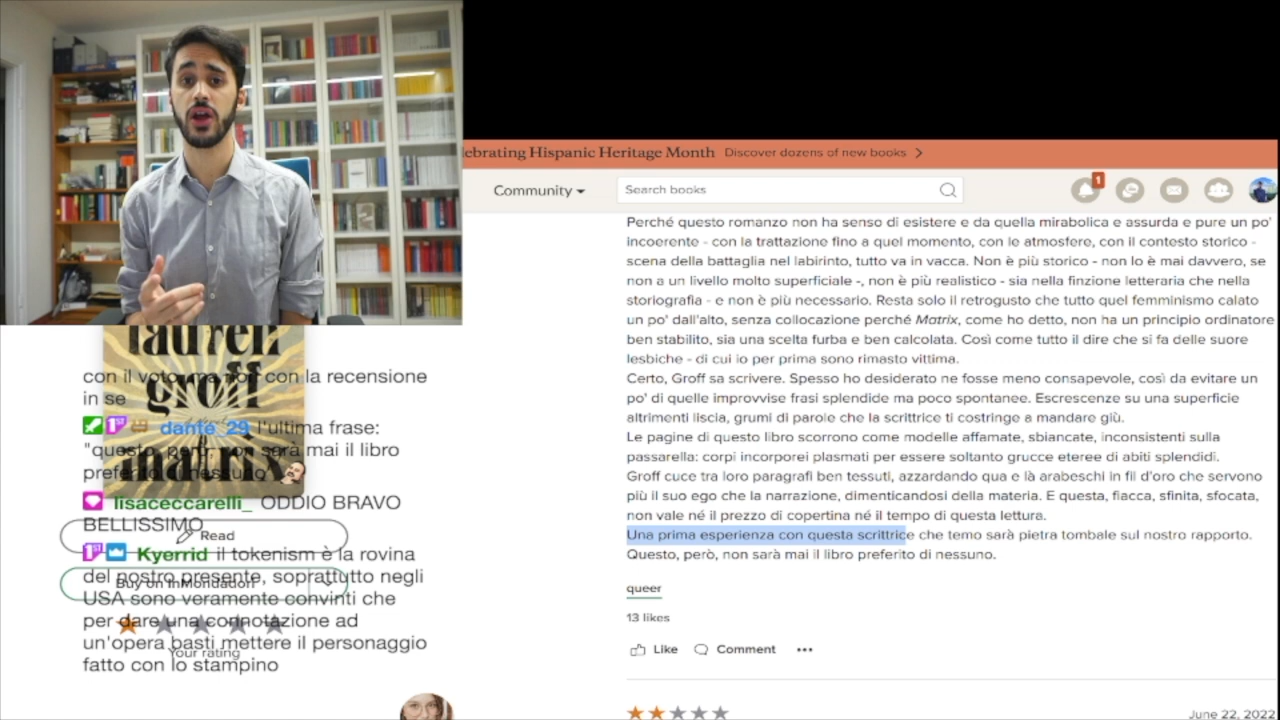 lebrating Hispanic Heritage Month Discover dozens of new books
Community
Search books
1
Perché questo romanzo non ha senso di esistere e da quella mirabolica e assurda e pure un po'
incoerente - con la trattazione fino a quel momento, con le atmosfere, con il contesto storico -
scena della battaglia nel labirinto, tutto va in vacca. Non è più storico - non lo è mai davvero, se
non a un livello molto superficiale -, non è più realistico - sia nella finzione letteraria che nella
storiografia - e non è più necessario. Resta solo il retrogusto che tutto quel femminismo calato
un po' dall'alto, senza collocazione perché Matrix, come ho detto, non ha un principio ordinatore
ben stabilito, sia una scelta furba e ben calcolata. Così come tutto il dire che si fa delle suore
lesbiche - di cui io per prima sono rimasto vittima.
Certo, Groff sa scrivere. Spesso ho desiderato ne fosse meno consapevole, così da evitare un
po' di quelle improvvise frasi splendide ma poco spontanee. Escrescenze su una superficie
altrimenti liscia, grumi di parole che la scrittrice ti costringe a mandare giù.
Le pagine di questo libro scorrono come modelle affamate, sbiancate, inconsistenti sulla
passarella: corpi incorporei plasmati per essere soltanto grucce eteree di abiti splendidi.
Groff cuce tra loro paragrafi ben tessuti, azzardando qua e là arabeschi in fil d'oro che servono
più il suo ego che la narrazione, dimenticandosi della materia. E questa, fiacca, sfinita, sfocata,
non vale né il prezzo di copertina né il tempo di questa lettura.
Una prima esperienza con questa scrittrice che temo sarà pietra tombale sul nostro rapporto.
Questo, però, non sarà mai il libro preferito di nessuno.
queer
13 likes
Like Comment
June 22, 2022
lauren
groff
matrix
con il voto ma non con la recensione
in se
1ST dante_29 l'ultima frase:
"questo, però, non sarà mai il libro
preferito di nessuno"
lisaceccarelli_ ODDIO BRAVO
BELLISSIMO
Read
1ST Kyerrid il tokenism è la rovina
del nostro presente, soprattutto negli
Buy on Mondadori
USA sono veramente convinti che
per dare una connotazione ad
un'opera basti mettere il personaggio
Your rating
fatto con lo stampino